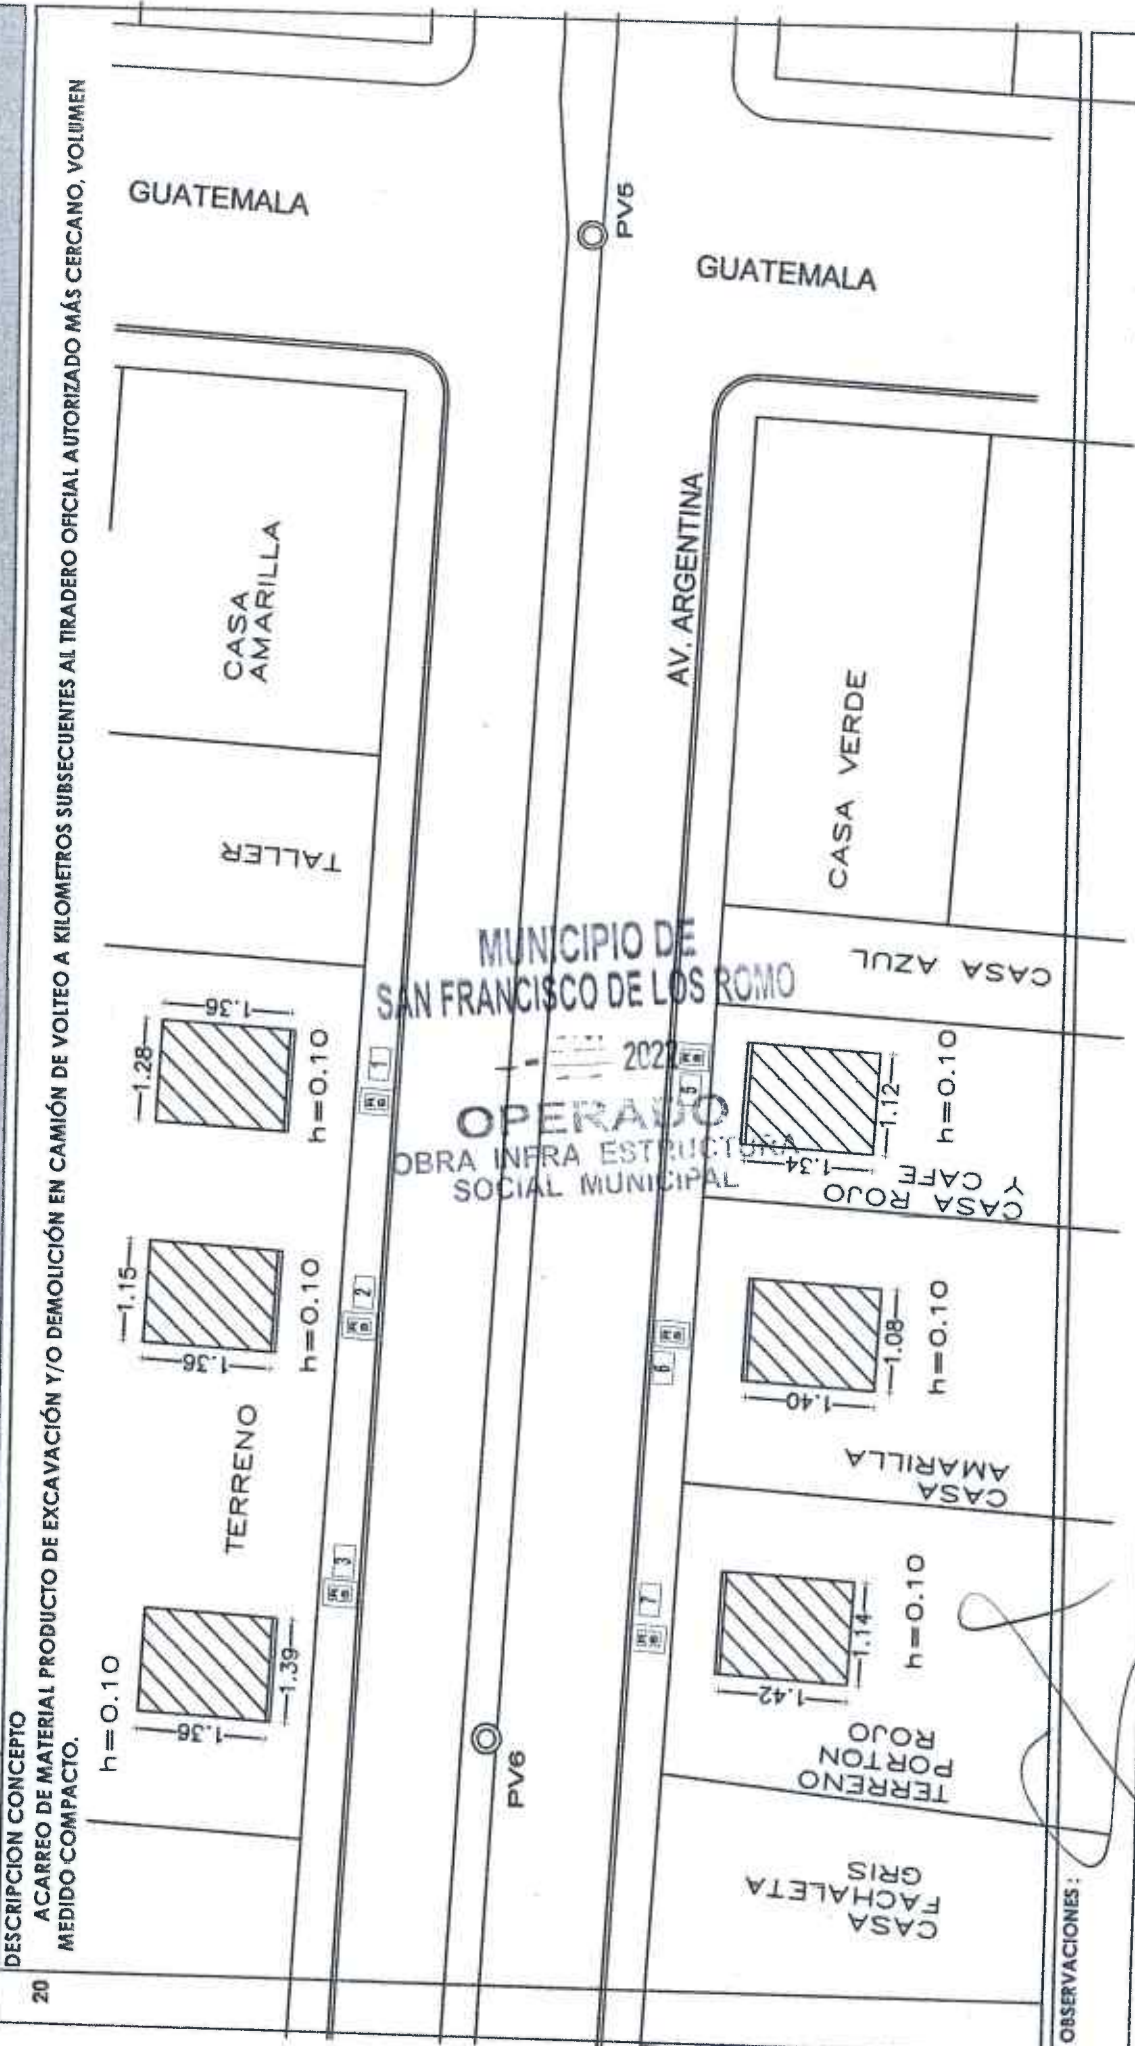 DESCRIPCION CONCEPTO
20
ACARREO DE MATERIAL PRODUCTO DE EXCAVACIÓN Y/O DEMOLICIÓN EN CAMIÓN DE VOLTEO A KILOMETROS SUBSECUENTES AL TIRADERO OFICIAL AUTORIZADO MÁS CERCANO, VOLUMEN
MEDIDO COMPACTO.
h=0.10
1.36
1.39
TERRENO
1.15
1.36
h=0.10
1.28
1.36
h=0.10
TALLER
CASA
AMARILLA
GUATEMALA
3
2
1
PV6
PV5
MUNICIPIO DE
SAN FRANCISCO DE LOS ROMO
2022
OPERADO
OBRA INFRA ESTRUCTURA
SOCIAL MUNICIPAL
AV. ARGENTINA
GUATEMALA
7
6
5
CASA
FACHALETA
GRIS
TERRENO
PORTON
ROJO
1.42
1.14
h=0.10
CASA
AMARILLA
1.40
1.08
h=0.10
CASA ROJO
Y CAFE
1.34
1.12
h=0.10
CASA AZUL
CASA VERDE
OBSERVACIONES :